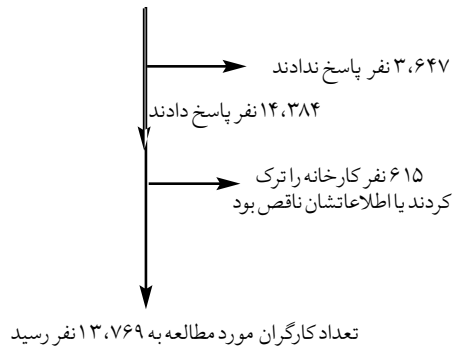 ۳،۶۴۷ نفر پاسخ ندادند
۱۴،۳۸۴ نفر پاسخ دادند
۶۱۵ نفر کارخانه را ترک
کردند یا اطلاعاتشان ناقص بود
تعداد کارگران مورد مطالعه به ۱۳،۷۶۹ نفر رسید